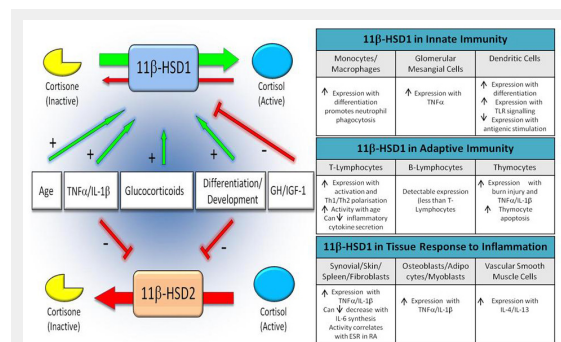 11β-HSD1
Cortisone
(Inactive)
Cortisol
(Active)
+
+
+
+
-
Age
TNFα/IL-1β
Glucocorticoids
Differentiation/
Development
GH/IGF-1
-
-
11β-HSD2
Cortisone
(Inactive)
Cortisol
(Active)
11β-HSD1 in Innate Immunity
Monocytes/
Macrophages
Glomerular
Mesangial Cells
Dendritic Cells
↑ Expression with
differentiation
promotes neutrophil
phagocytosis
↑ Expression with
TNFα
↑ Expression with
differentiation
↑ Expression with
TLR signalling
↓ Expression with
antigenic stimulation
11β-HSD1 in Adaptive Immunity
T-Lymphocytes
B-Lymphocytes
Thymocytes
↑ Expression with
activation and
Th1/Th2 polarisation
↑ Activity with age
Can ↓ inflammatory
cytokine secretion
Detectable expression
(less than T-
Lymphocytes
↑ Expression with
burn injury and
TNFα/IL-1β
↑ Thymocyte
apoptosis
11β-HSD1 in Tissue Response to Inflammation
Synovial/Skin/
Spleen/Fibroblasts
Osteoblasts/Adipo
cytes/Myoblasts
Vascular Smooth
Muscle Cells
↑ Expression with
TNFα/IL-1β
Can ↓ decrease with
IL-6 synthesis
Activity correlates
with ESR in RA
↑ Expression with
TNFα/IL-1β
↑ Expression with
IL-4/IL-13